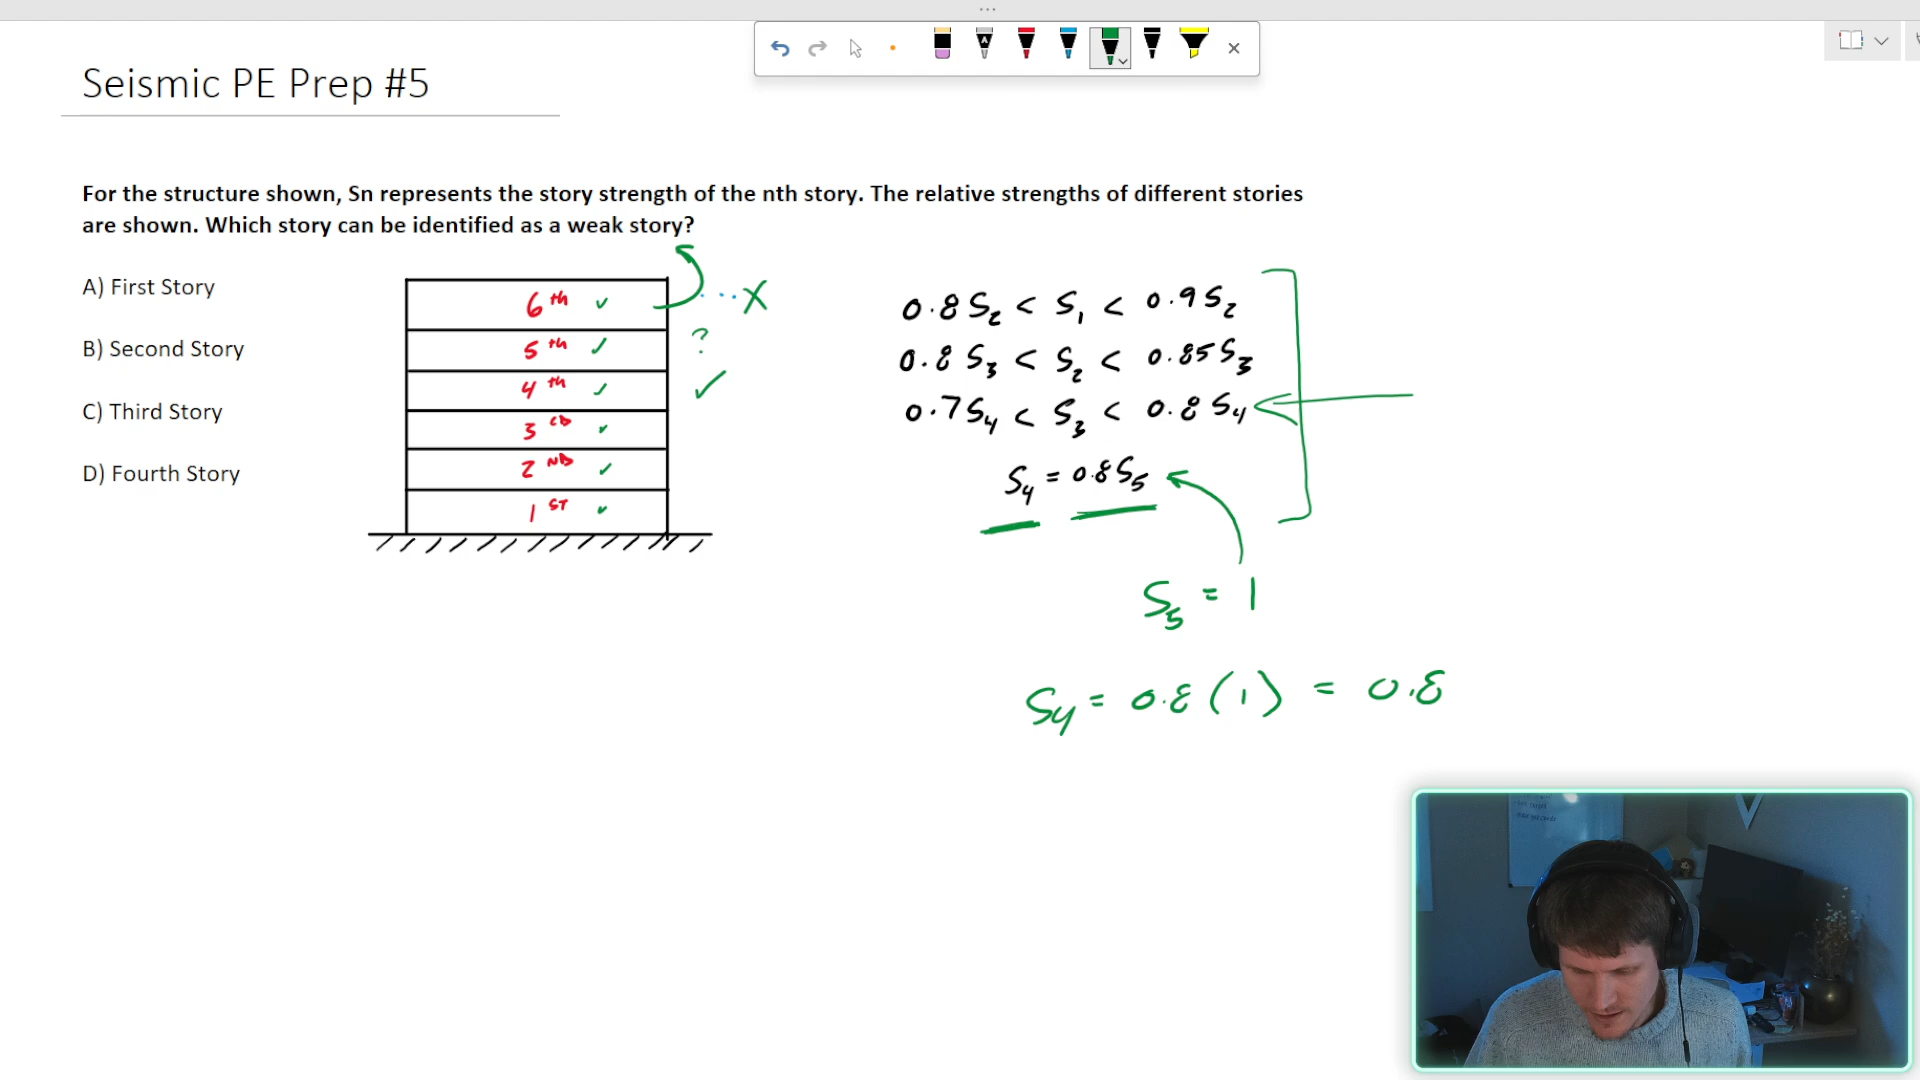 Seismic PE Prep #5
For the structure shown, Sn represents the story strength of the nth story. The relative strengths of different stories
are shown. Which story can be identified as a weak story?
A) First Story
B) Second Story
C) Third Story
D) Fourth Story
6th ✓ ... X
5th ✓ ?
4th ✓ ✓
3rd ✓
2ND ✓
1ST ✓
0.8S₂ < S₁ < 0.9S₂
0.8S₃ < S₂ < 0.85S₃
0.7S₄ < S₃ < 0.8S₄
S₄ = 0.8S₅
S₅ = 1
S₄ = 0.8(1) = 0.8